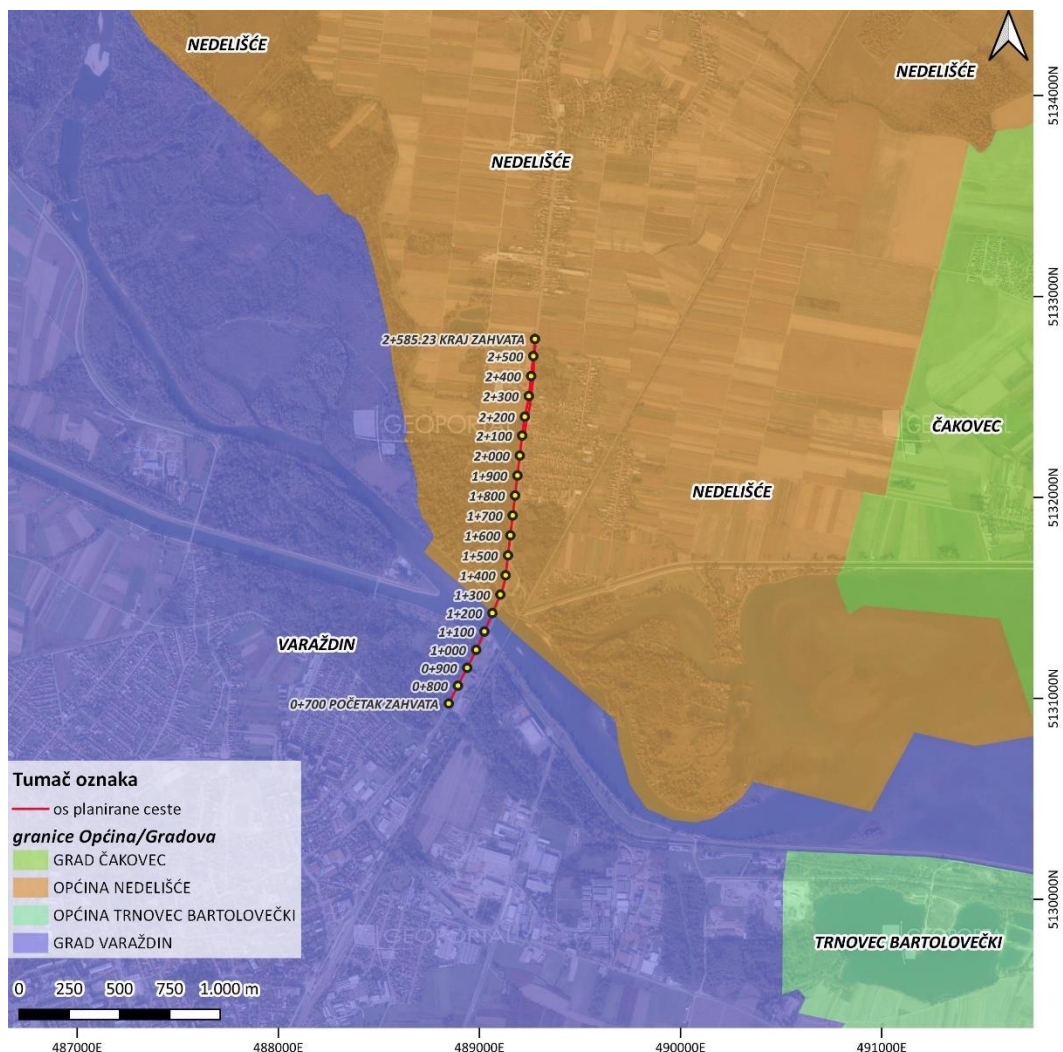 NEDELIŠĆE
NEDELIŠĆE
5134000N
NEDELIŠĆE
5133000N
2+585.23 KRAJ ZAHVATA
2+500
2+400
2+300
2+200
GEOPORTAL
ČAKOVEC
2+100
2+000
1+900
NEDELIŠĆE
1+800
5132000N
1+700
1+600
1+500
1+400
1+300
1+200
1+100
VARAŽDIN
1+000
0+900
0+800
0+700 POČETAK ZAHVATA
5131000N
Tumač oznaka
os planirane ceste
granice Općina/Gradova
GRAD ČAKOVEC
OPĆINA NEDELIŠĆE
OPĆINA TRNOVEC BARTOLOVEČKI
GRAD VARAŽDIN
5130000N
TRNOVEC BARTOLOVEČKI
0 250 500 750 1.000 m
487000E 488000E 489000E 490000E 491000E